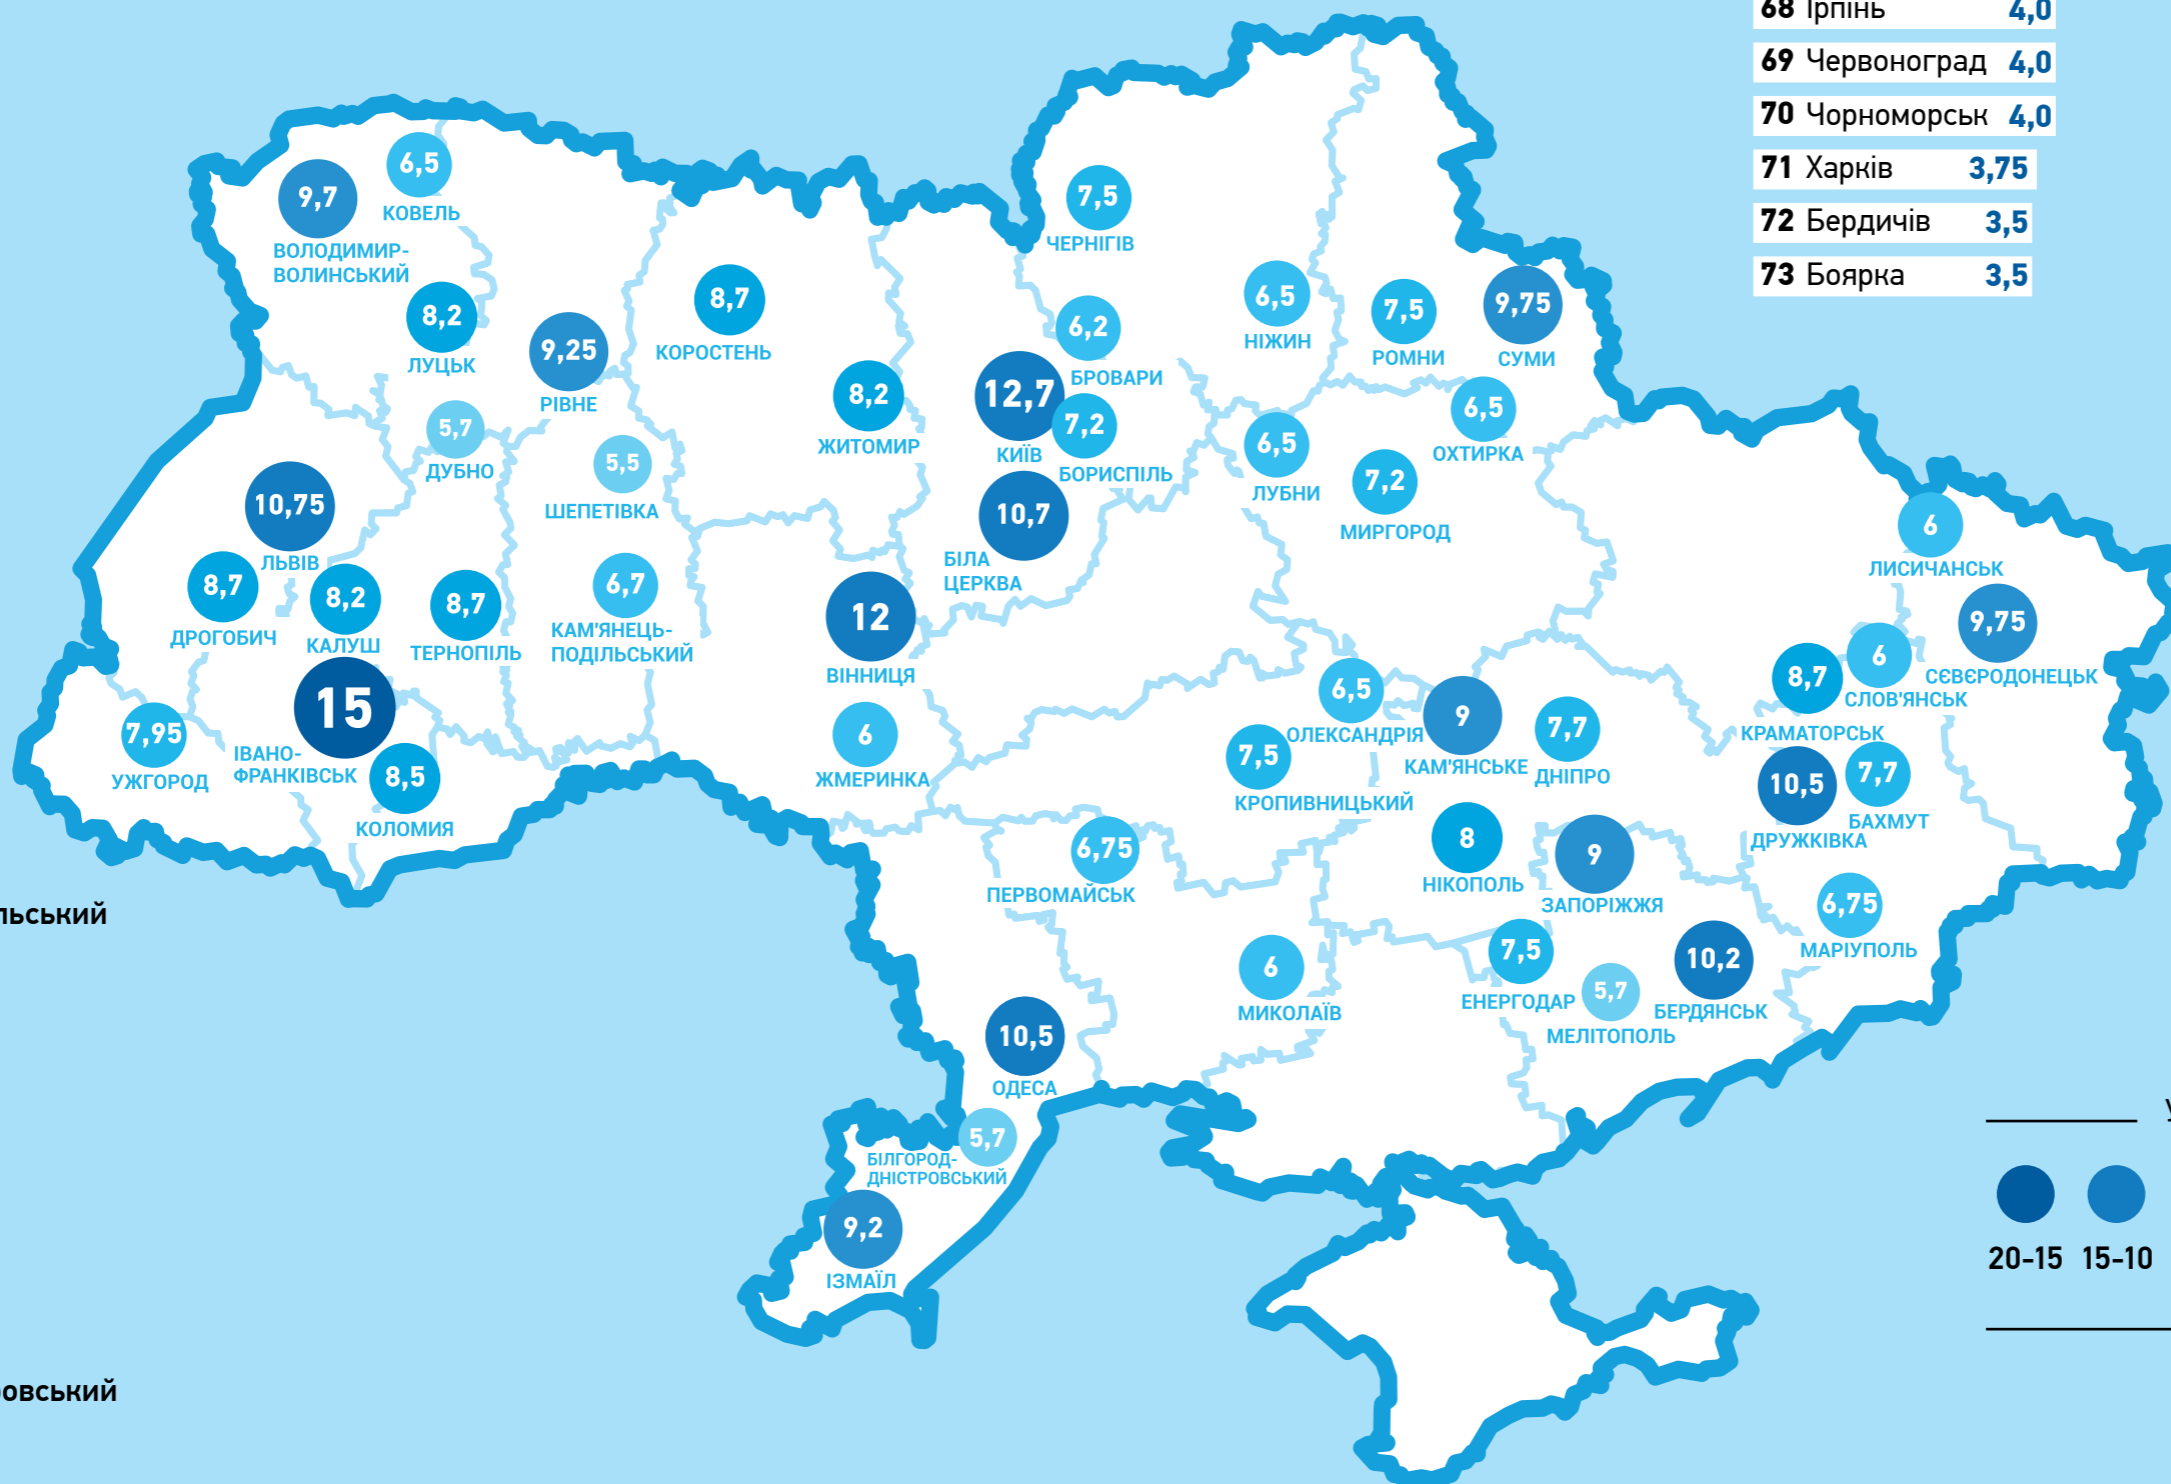 68 Ірпінь 4,0
69 Червоноград 4,0
70 Чорноморськ 4,0
71 Харків 3,75
72 Бердичів 3,5
73 Боярка 3,5
6,5
КОВЕЛЬ
9,7
ВОЛОДИМИР-
ВОЛИНСЬКИЙ
8,2
ЛУЦЬК
9,25
РІВНЕ
5,7
ДУБНО
8,7
КОРОСТЕНЬ
8,2
ЖИТОМИР
5,5
ШЕПЕТІВКА
6,7
КАМ'ЯНЕЦЬ-
ПОДІЛЬСЬКИЙ
7,5
ЧЕРНІГІВ
6,5
НІЖИН
6,2
БРОВАРИ
12,7
КИЇВ
7,2
БОРИСПІЛЬ
10,7
БІЛА
ЦЕРКВА
7,5
РОМНИ
9,75
СУМИ
6,5
ОХТИРКА
6,5
ЛУБНИ
7,2
МИРГОРОД
10,75
ЛЬВІВ
8,7
ДРОГОБИЧ
8,2
КАЛУШ
8,7
ТЕРНОПІЛЬ
15
ІВАНО-
ФРАНКІВСЬК
7,95
УЖГОРОД
8,5
КОЛОМИЯ
12
ВІННИЦЯ
6
ЖМЕРИНКА
6,5
ОЛЕКСАНДРІЯ
7,5
КРОПИВНИЦЬКИЙ
9
КАМ'ЯНСЬКЕ
7,7
ДНІПРО
8
НІКОПОЛЬ
9
ЗАПОРІЖЖЯ
6
ЛИСИЧАНСЬК
9,75
СЄВЄРОДОНЕЦЬК
6
СЛОВ'ЯНСЬК
8,7
КРАМАТОРСЬК
10,5
ДРУЖКІВКА
7,7
БАХМУТ
6,75
МАРІУПОЛЬ
6,75
ПЕРВОМАЙСЬК
6
МИКОЛАЇВ
7,5
ЕНЕРГОДАР
5,7
МЕЛІТОПОЛЬ
10,2
БЕРДЯНСЬК
10,5
ОДЕСА
5,7
БІЛГОРОД-
ДНІСТРОВСЬКИЙ
9,2
ІЗМАЇЛ
льський
овський
20-15 15-10